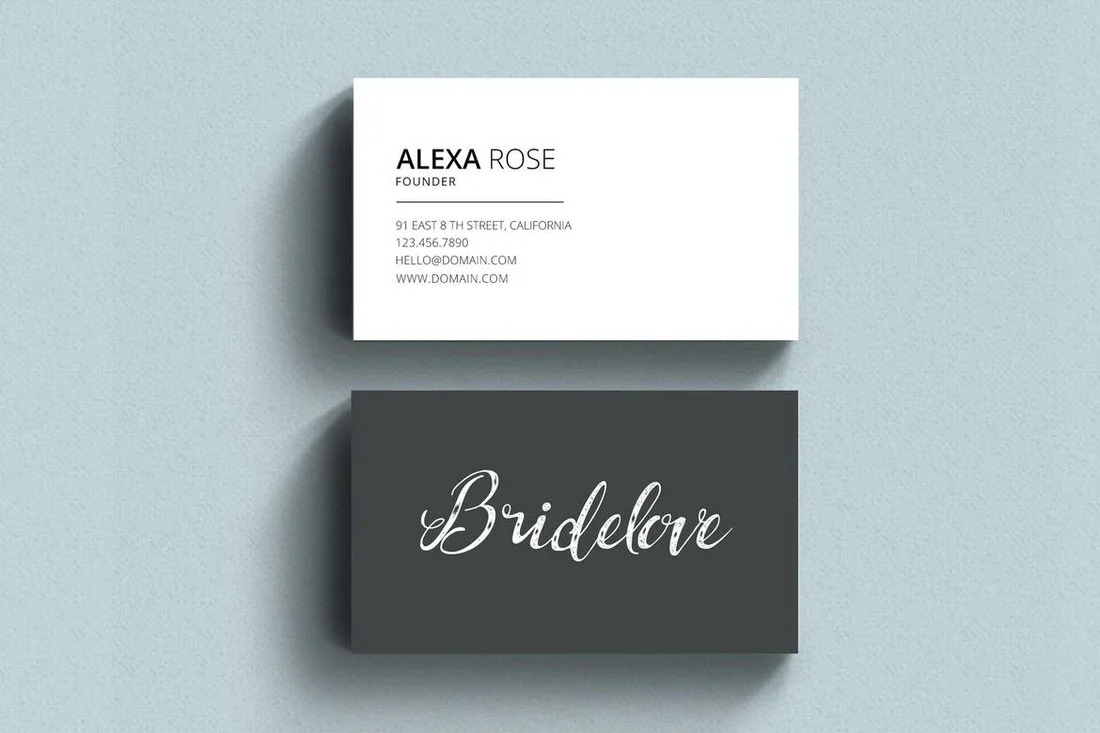 ALEXA ROSE
FOUNDER
91 EAST 8 TH STREET, CALIFORNIA
123.456.7890
HELLO@DOMAIN.COM
WWW.DOMAIN.COM
Bridelove